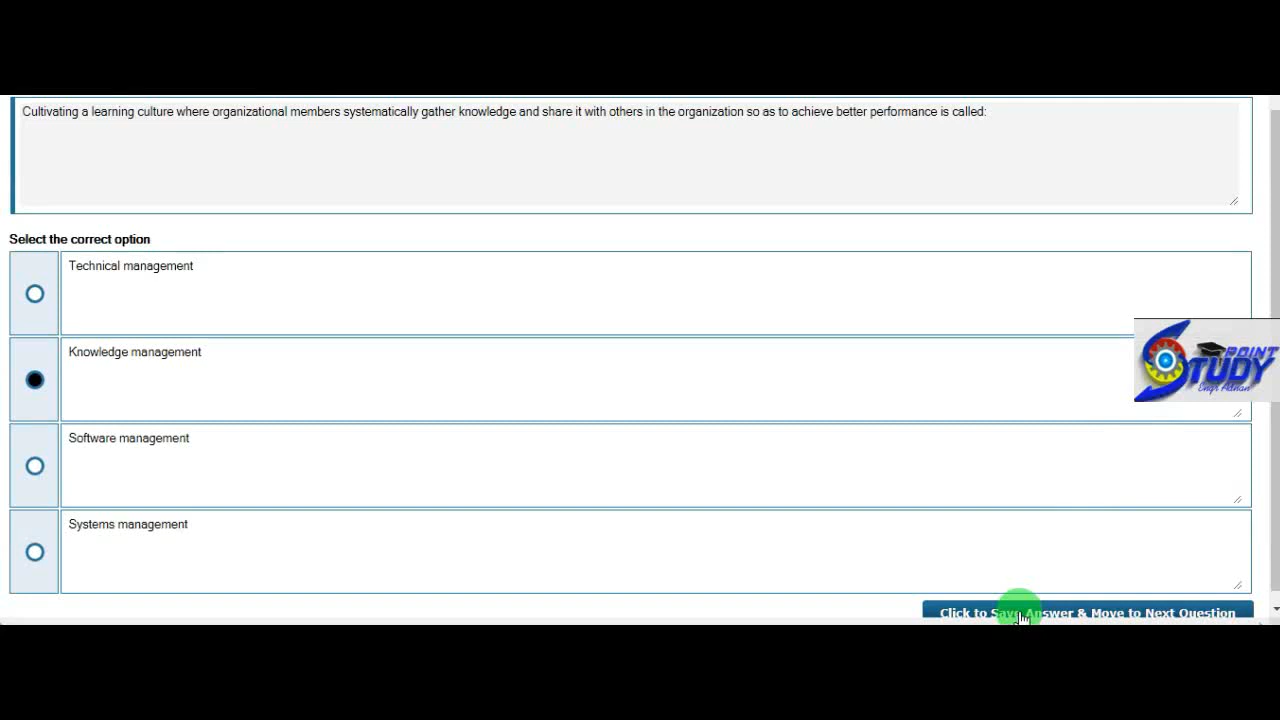 Cultivating a learning culture where organizational members systematically gather knowledge and share it with others in the organization so as to achieve better performance is called:
Select the correct option
Technical management
Knowledge management
Software management
Systems management
POINT
STUDY
Engr Adnan
Click to Save Answer & Move to Next Question